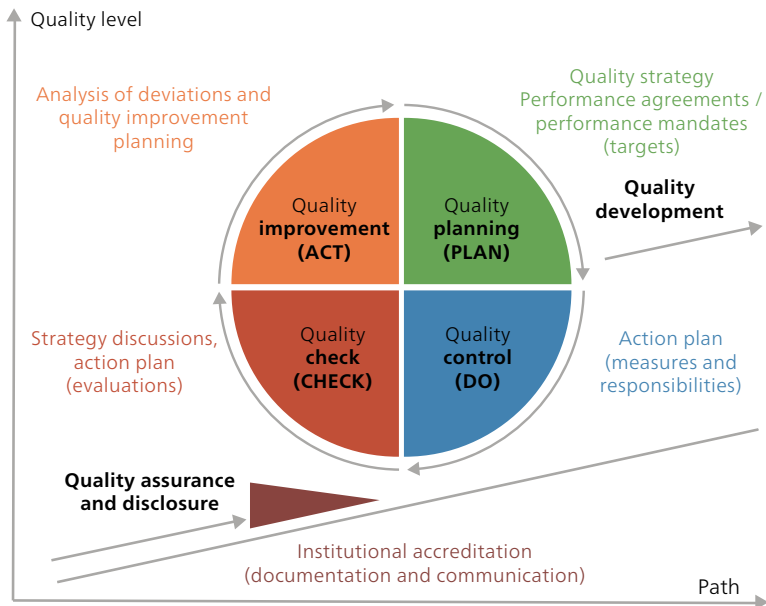 Quality level
Analysis of deviations and
quality improvement
planning
Quality strategy
Performance agreements /
performance mandates
(targets)
Quality
development
Quality
improvement
(ACT)
Quality
planning
(PLAN)
Quality
check
(CHECK)
Quality
control
(DO)
Strategy discussions,
action plan
(evaluations)
Action plan
(measures and
responsibilities)
Quality assurance
and disclosure
Institutional accreditation
(documentation and communication)
Path